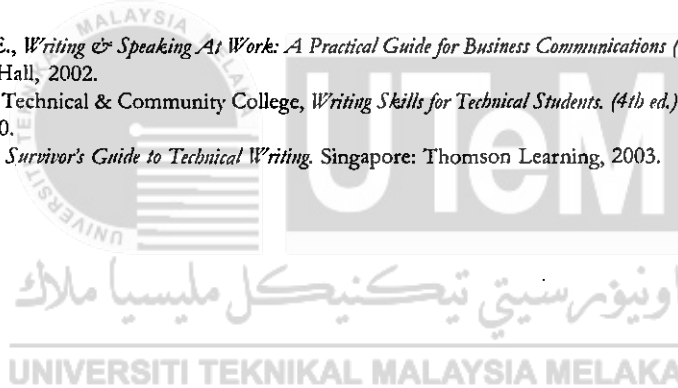 E., Writing & Speaking At Work: A Practical Guide for Business Communications (
Hall, 2002.
Technical & Community College, Writing Skills for Technical Students. (4th ed.)
0.
Survivor's Guide to Technical Writing. Singapore: Thomson Learning, 2003.
MALAYSIA
UTeM
اونيۏرسيتي تيكنيكل مليسيا ملاك
UNIVERSITI TEKNIKAL MALAYSIA MELAKA